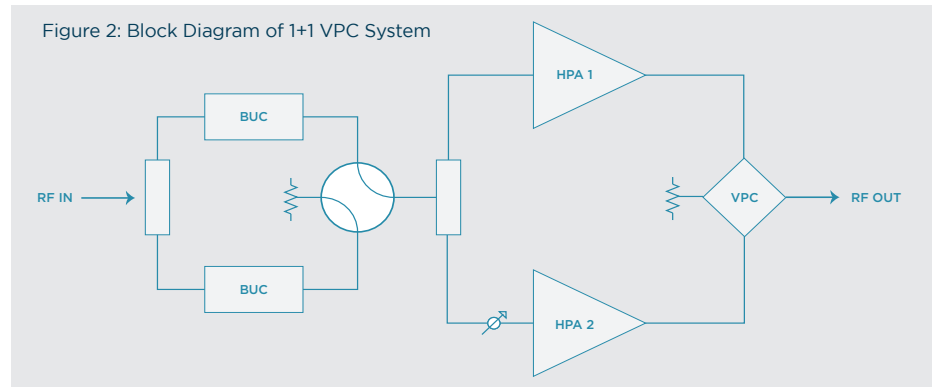 Figure 2: Block Diagram of 1+1 VPC System
HPA 1
BUC
RF IN
VPC
RF OUT
BUC
HPA 2